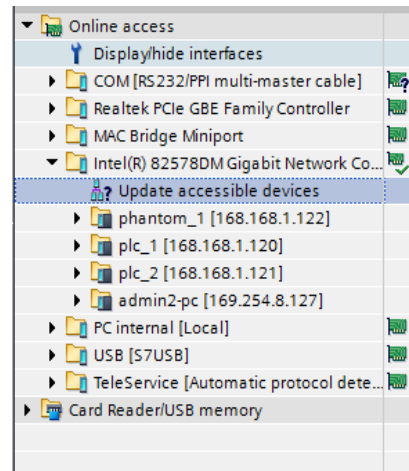 Online access
Display/hide interfaces
COM [RS232/PPI multi-master cable]
Realtek PCIe GBE Family Controller
MAC Bridge Miniport
Intel(R) 82578DM Gigabit Network Co...
Update accessible devices
phantom_1 [168.168.1.122]
plc_1 [168.168.1.120]
plc_2 [168.168.1.121]
admin2-pc [169.254.8.127]
PC internal [Local]
USB [S7USB]
TeleService [Automatic protocol dete...
Card Reader/USB memory